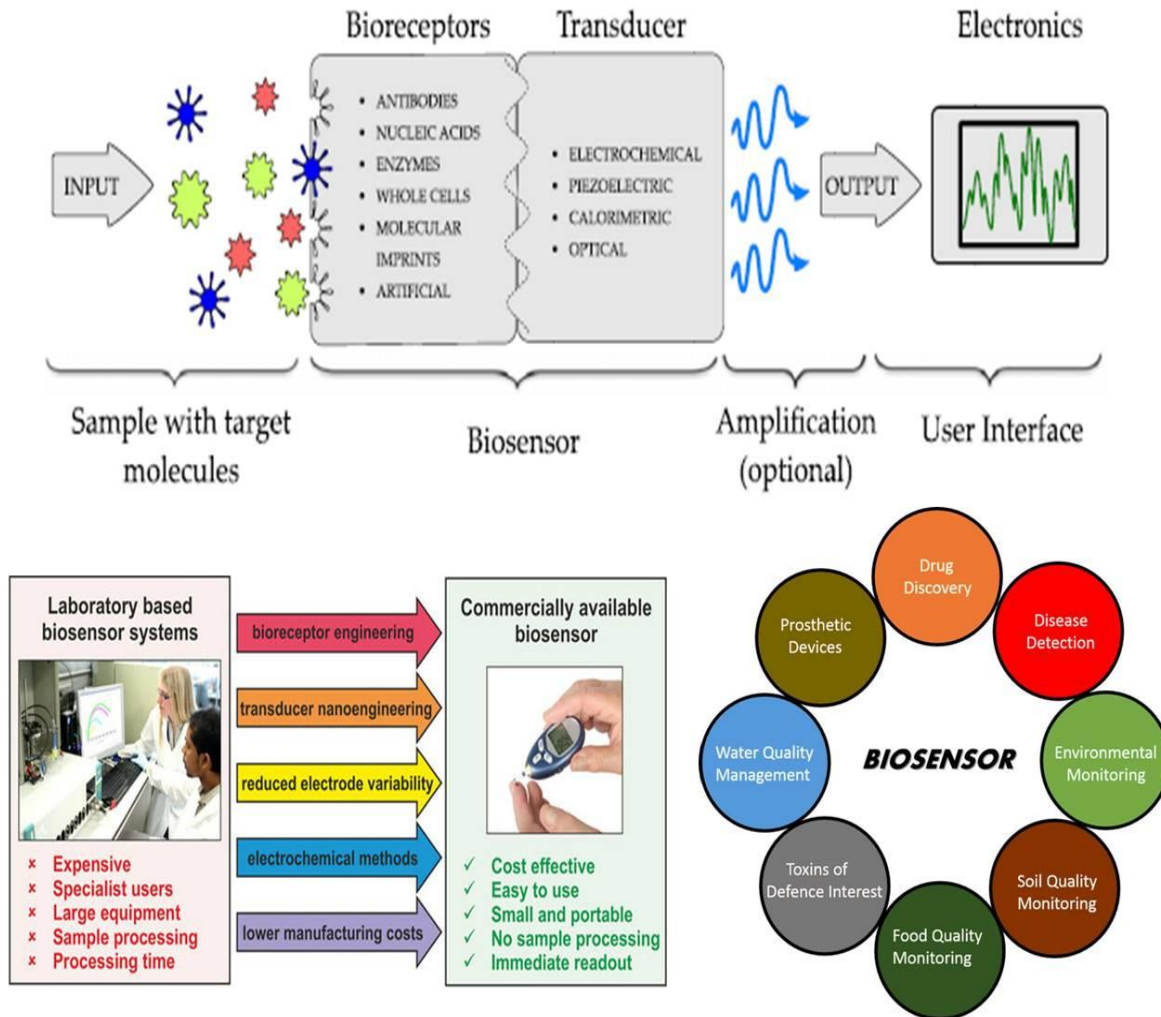 Bioreceptors
Transducer
Electronics
INPUT
• ANTIBODIES
• NUCLEIC ACIDS
• ENZYMES
• WHOLE CELLS
• MOLECULAR
IMPRINTS
• ARTIFICIAL
• ELECTROCHEMICAL
• PIEZOELECTRIC
• CALORIMETRIC
• OPTICAL
OUTPUT
Sample with target
molecules
Biosensor
Amplification
(optional)
User Interface
Laboratory based
biosensor systems
× Expensive
× Specialist users
× Large equipment
× Sample processing
× Processing time
bioreceptor engineering
transducer nanoengineering
reduced electrode variability
electrochemical methods
lower manufacturing costs
Commercially available
biosensor
✓ Cost effective
✓ Easy to use
✓ Small and portable
✓ No sample processing
✓ Immediate readout
BIOSENSOR
Drug
Discovery
Disease
Detection
Environmental
Monitoring
Soil Quality
Monitoring
Food Quality
Monitoring
Toxins of
Defence Interest
Water Quality
Management
Prosthetic
Devices